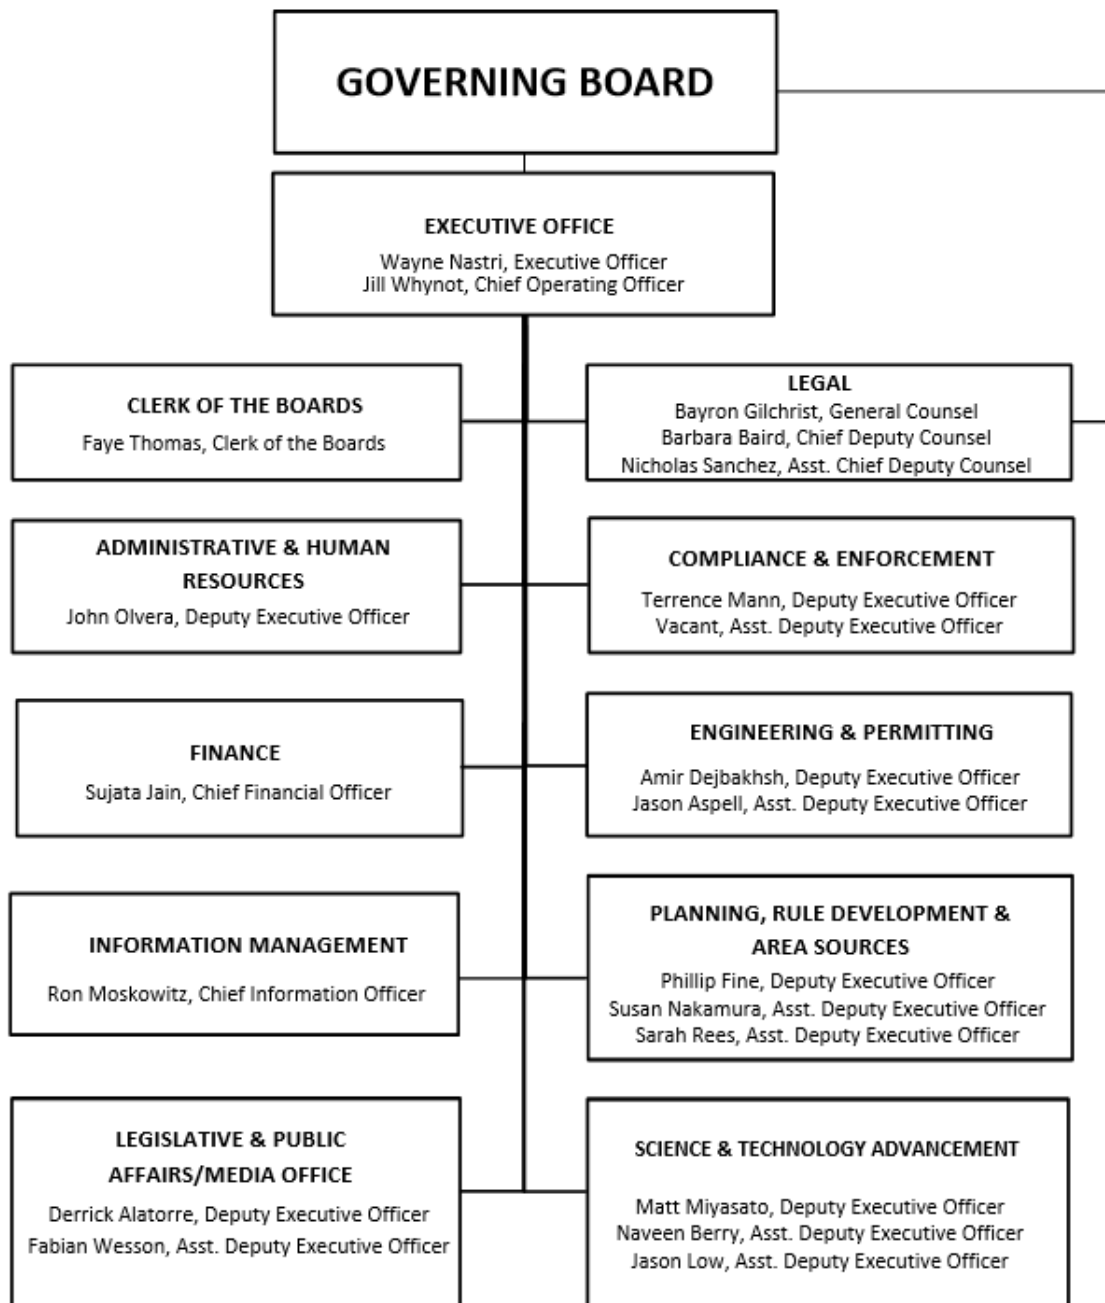 GOVERNING BOARD
EXECUTIVE OFFICE
Wayne Nastri, Executive Officer
Jill Whynot, Chief Operating Officer
CLERK OF THE BOARDS
Faye Thomas, Clerk of the Boards
LEGAL
Bayron Gilchrist, General Counsel
Barbara Baird, Chief Deputy Counsel
Nicholas Sanchez, Asst. Chief Deputy Counsel
ADMINISTRATIVE & HUMAN
RESOURCES
John Olvera, Deputy Executive Officer
COMPLIANCE & ENFORCEMENT
Terrence Mann, Deputy Executive Officer
Vacant, Asst. Deputy Executive Officer
FINANCE
Sujata Jain, Chief Financial Officer
ENGINEERING & PERMITTING
Amir Dejbakhsh, Deputy Executive Officer
Jason Aspell, Asst. Deputy Executive Officer
INFORMATION MANAGEMENT
Ron Moskowitz, Chief Information Officer
PLANNING, RULE DEVELOPMENT &
AREA SOURCES
Phillip Fine, Deputy Executive Officer
Susan Nakamura, Asst. Deputy Executive Officer
Sarah Rees, Asst. Deputy Executive Officer
LEGISLATIVE & PUBLIC
AFFAIRS/MEDIA OFFICE
Derrick Alatorre, Deputy Executive Officer
Fabian Wesson, Asst. Deputy Executive Officer
SCIENCE & TECHNOLOGY ADVANCEMENT
Matt Miyasato, Deputy Executive Officer
Naveen Berry, Asst. Deputy Executive Officer
Jason Low, Asst. Deputy Executive Officer